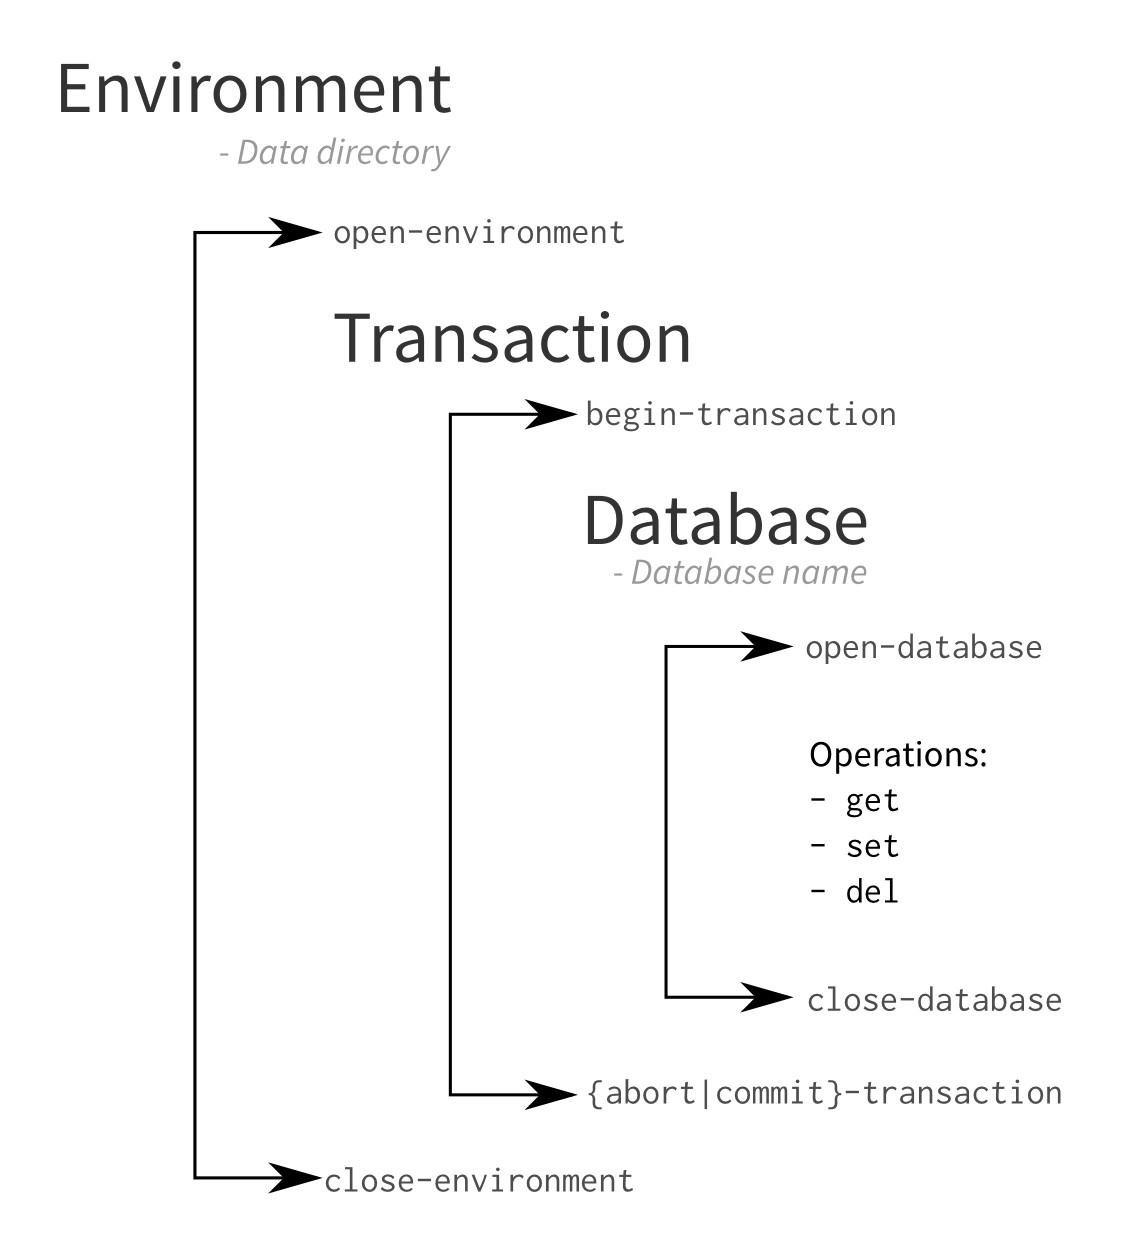 Environment
- Data directory
open-environment
Transaction
begin-transaction
Database
- Database name
open-database
Operations:
- get
- set
- del
close-database
{abort|commit}-transaction
close-environment